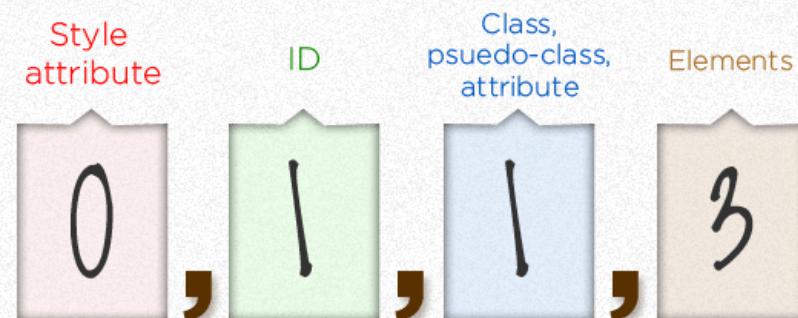 Style
attribute
ID
Class,
psuedo-class,
attribute
Elements
0 , 1 , 1 , 3